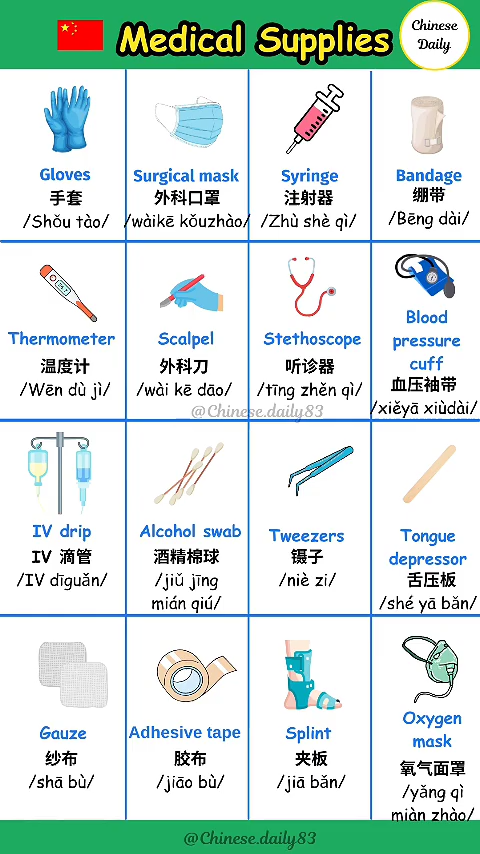 Medical Supplies
Chinese
Daily
Gloves
手套
/Shǒu tào/
Surgical mask
外科口罩
/wàikē kǒuzhào/
Syringe
注射器
/Zhù shè qì/
Bandage
绷带
/Bēng dài/
Thermometer
温度计
/Wēn dù jì/
Scalpel
外科刀
/wài kē dāo/
Stethoscope
听诊器
/tīng zhěn qì/
Blood
pressure
cuff
血压袖带
/xiěyā xiùdài/
@Chinese.daily83
IV drip
IV 滴管
/IV dīguǎn/
Alcohol swab
酒精棉球
/jiǔ jīng
mián qiú/
Tweezers
镊子
/niè zi/
Tongue
depressor
舌压板
/shé yā bǎn/
Gauze
纱布
/shā bù/
Adhesive tape
胶布
/jiāo bù/
Splint
夹板
/jiā bǎn/
Oxygen
mask
氧气面罩
/yǎng qì
miàn zhào/
@Chinese.daily83